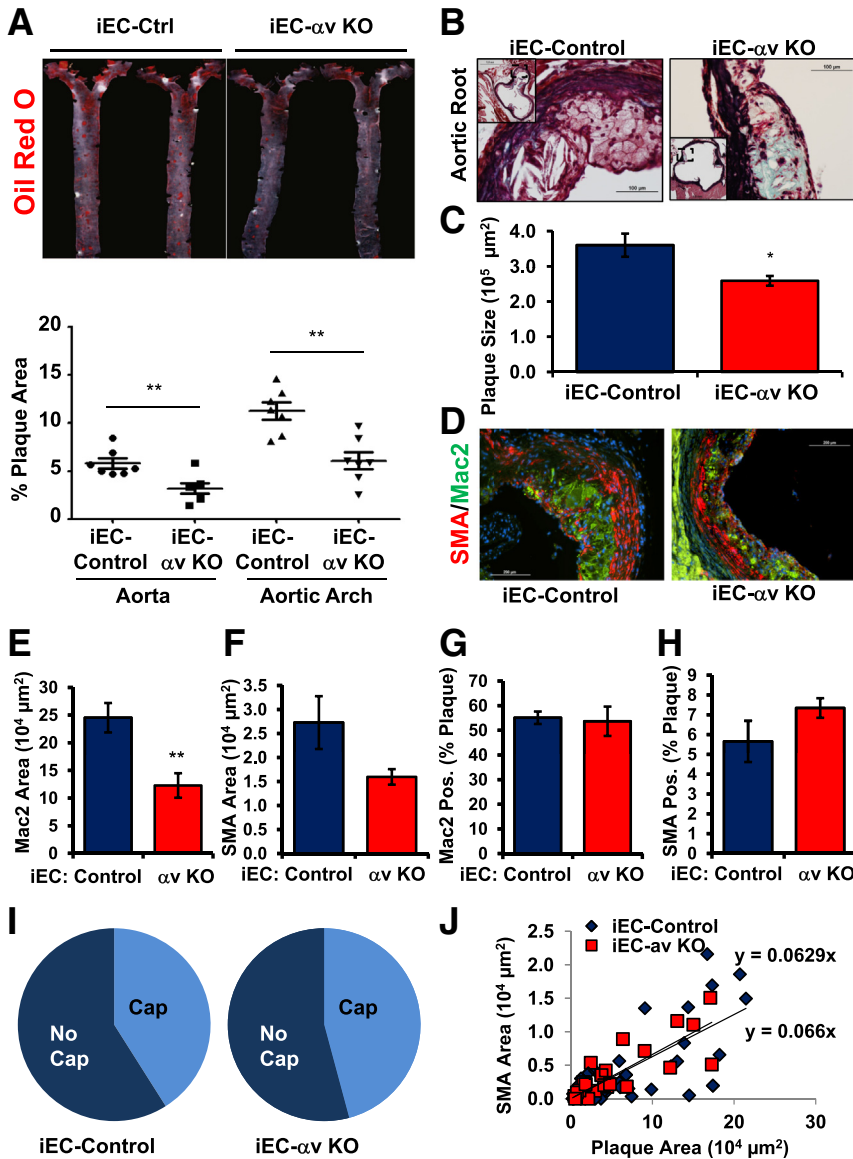 A
iEC-Ctrl
iEC-αv KO
Oil Red O
% Plaque Area
20
15
10
5
0
**
**
iEC-Control
iEC-αv KO
iEC-Control
iEC-αv KO
Aorta
Aortic Arch
B
iEC-Control
iEC-αv KO
Aortic Root
100 µm
100 µm
C
Plaque Size (10⁵ µm²)
4.0
3.0
2.0
1.0
0.0
*
iEC-Control
iEC-αv KO
D
SMA/Mac2
200 µm
200 µm
iEC-Control
iEC-αv KO
E
Mac2 Area (10⁴ µm²)
30
25
20
15
10
5
0
**
iEC: Control
αv KO
F
SMA Area (10⁴ µm²)
3.5
3.0
2.5
2.0
1.5
1.0
0.5
0.0
iEC: Control
αv KO
G
Mac2 Pos. (% Plaque)
70
60
50
40
30
20
10
0
iEC: Control
αv KO
H
SMA Pos. (% Plaque)
9
8
7
6
5
4
3
2
1
0
iEC: Control
αv KO
I
Cap
No
Cap
iEC-Control
Cap
No
Cap
iEC-αv KO
J
SMA Area (10⁴ µm²)
2.5
2.0
1.5
1.0
0.5
0.0
iEC-Control
iEC-av KO
y = 0.0629x
y = 0.066x
0
10
20
30
Plaque Area (10⁴ µm²)